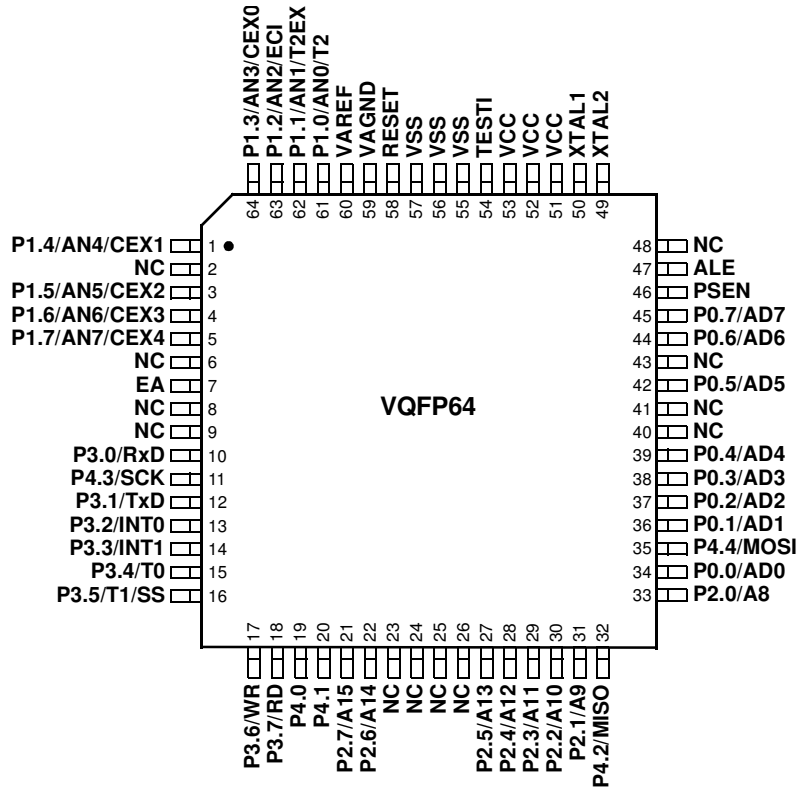 P1.3/AN3/CEX0
P1.2/AN2/ECI
P1.1/AN1/T2EX
P1.0/AN0/T2
VAREF
VAGND
RESET
VSS
VSS
VSS
TESTI
VCC
VCC
VCC
XTAL1
XTAL2
64
63
62
61
60
59
58
57
56
55
54
53
52
51
50
49
P1.4/AN4/CEX1 1
NC 2
P1.5/AN5/CEX2 3
P1.6/AN6/CEX3 4
P1.7/AN7/CEX4 5
NC 6
EA 7
NC 8
NC 9
P3.0/RxD 10
P4.3/SCK 11
P3.1/TxD 12
P3.2/INT0 13
P3.3/INT1 14
P3.4/T0 15
P3.5/T1/SS 16
VQFP64
48 NC
47 ALE
46 PSEN
45 P0.7/AD7
44 P0.6/AD6
43 NC
42 P0.5/AD5
41 NC
40 NC
39 P0.4/AD4
38 P0.3/AD3
37 P0.2/AD2
36 P0.1/AD1
35 P4.4/MOSI
34 P0.0/AD0
33 P2.0/A8
17
18
19
20
21
22
23
24
25
26
27
28
29
30
31
32
P3.6/WR
P3.7/RD
P4.0
P4.1
P2.7/A15
P2.6/A14
NC
NC
NC
NC
P2.5/A13
P2.4/A12
P2.3/A11
P2.2/A10
P2.1/A9
P4.2/MISO